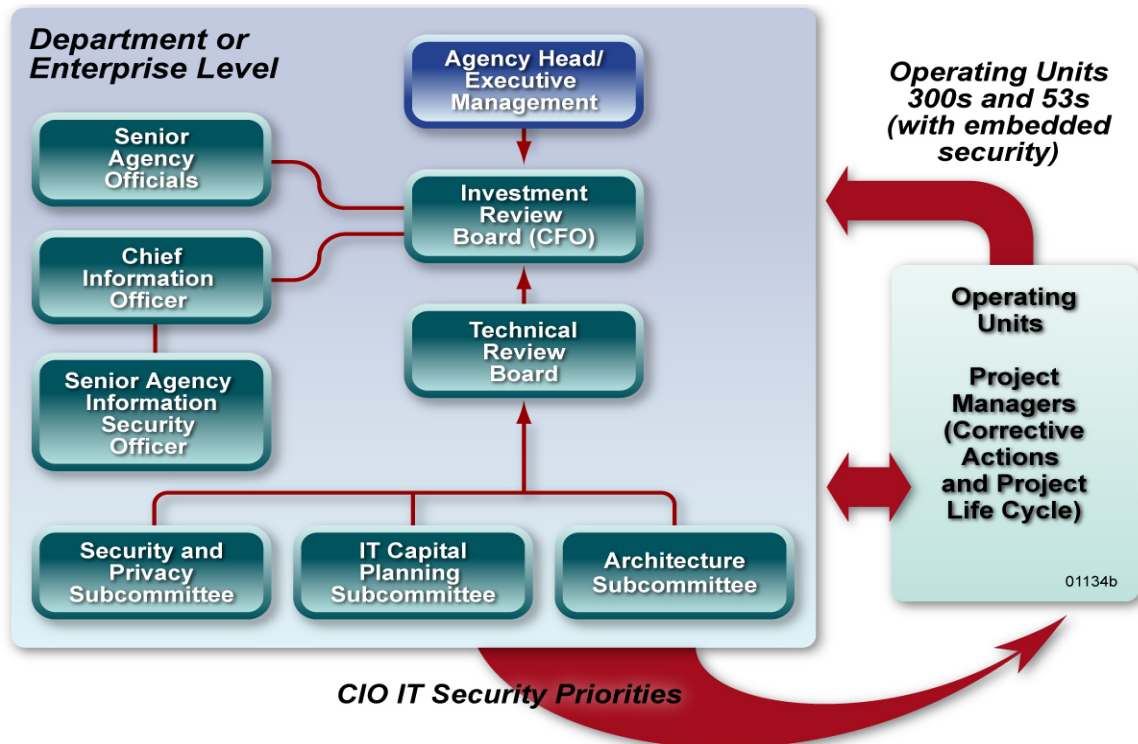 Department or
Enterprise Level
Agency Head/
Executive
Management
Operating Units
300s and 53s
(with embedded
security)
Senior
Agency
Officials
Investment
Review
Board (CFO)
Chief
Information
Officer
Operating
Units
Project
Managers
(Corrective
Actions
and Project
Life Cycle)
01134b
Technical
Review
Board
Senior Agency
Information
Security
Officer
Security and
Privacy
Subcommittee
IT Capital
Planning
Subcommittee
Architecture
Subcommittee
CIO IT Security Priorities